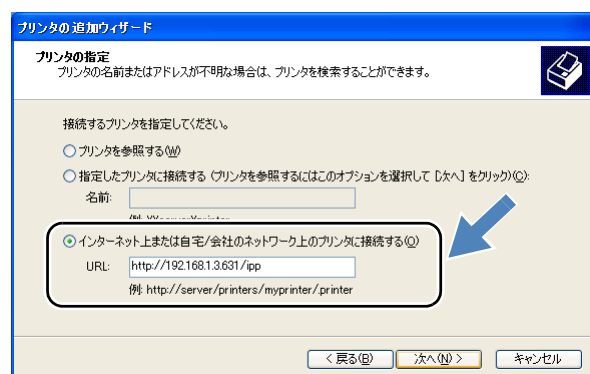 プリンタの追加ウィザード
プリンタの指定
プリンタの名前またはアドレスが不明な場合は、プリンタを検索することができます。
接続するプリンタを指定してください。
プリンタを参照する(W)
指定したプリンタに接続する (プリンタを参照するにはこのオプションを選択して [次へ] をクリック)(C):
名前:
インターネット上または自宅/会社のネットワーク上のプリンタに接続する(O)
URL: http://192.168.1.3.631/ipp
例: http://server/printers/myprinter/.printer
< 戻る(B) 次へ(N) > キャンセル